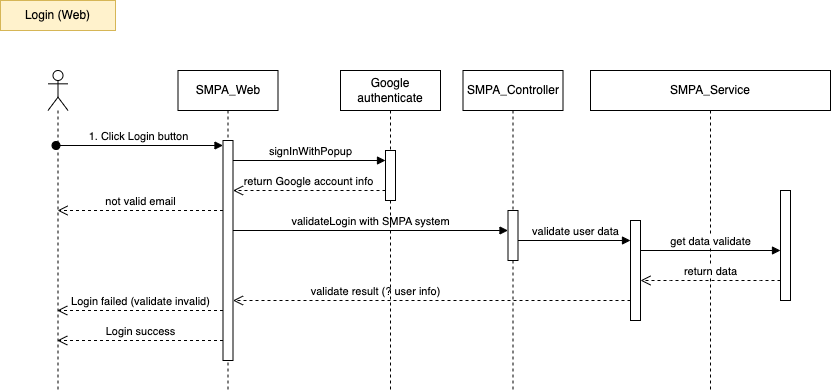 Login (Web)
SMPA_Web
Google
authenticate
SMPA_Controller
SMPA_Service
1. Click Login button
signInWithPopup
return Google account info
not valid email
validateLogin with SMPA system
validate user data
get data validate
return data
validate result (? user info)
Login failed (validate invalid)
Login success